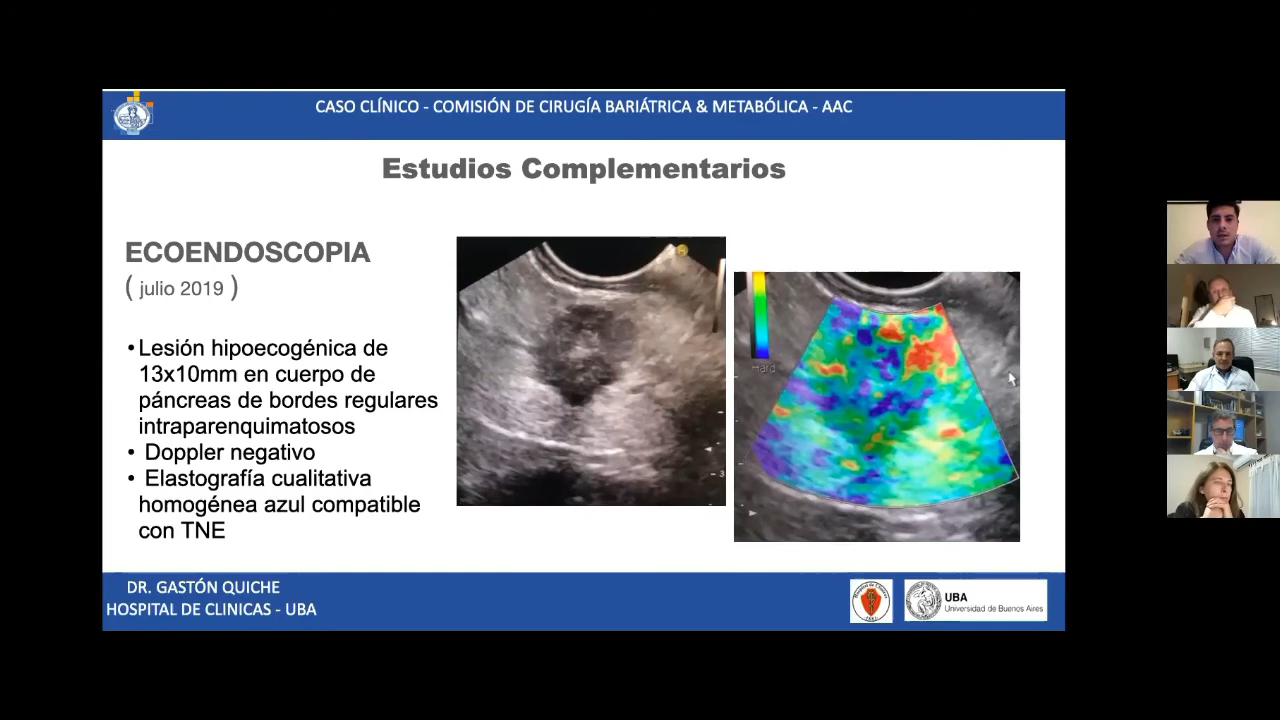 CASO CLÍNICO - COMISIÓN DE CIRUGÍA BARIÁTRICA & METABÓLICA - AAC
Estudios Complementarios
ECOENDOSCOPIA
( julio 2019 )
•Lesión hipoecogénica de
13x10mm en cuerpo de
páncreas de bordes regulares
intraparenquimatosos
• Doppler negativo
• Elastografía cualitativa
homogénea azul compatible
con TNE
Hard
3
DR. GASTÓN QUICHE
HOSPITAL DE CLINICAS - UBA
UBA
Universidad de Buenos Aires